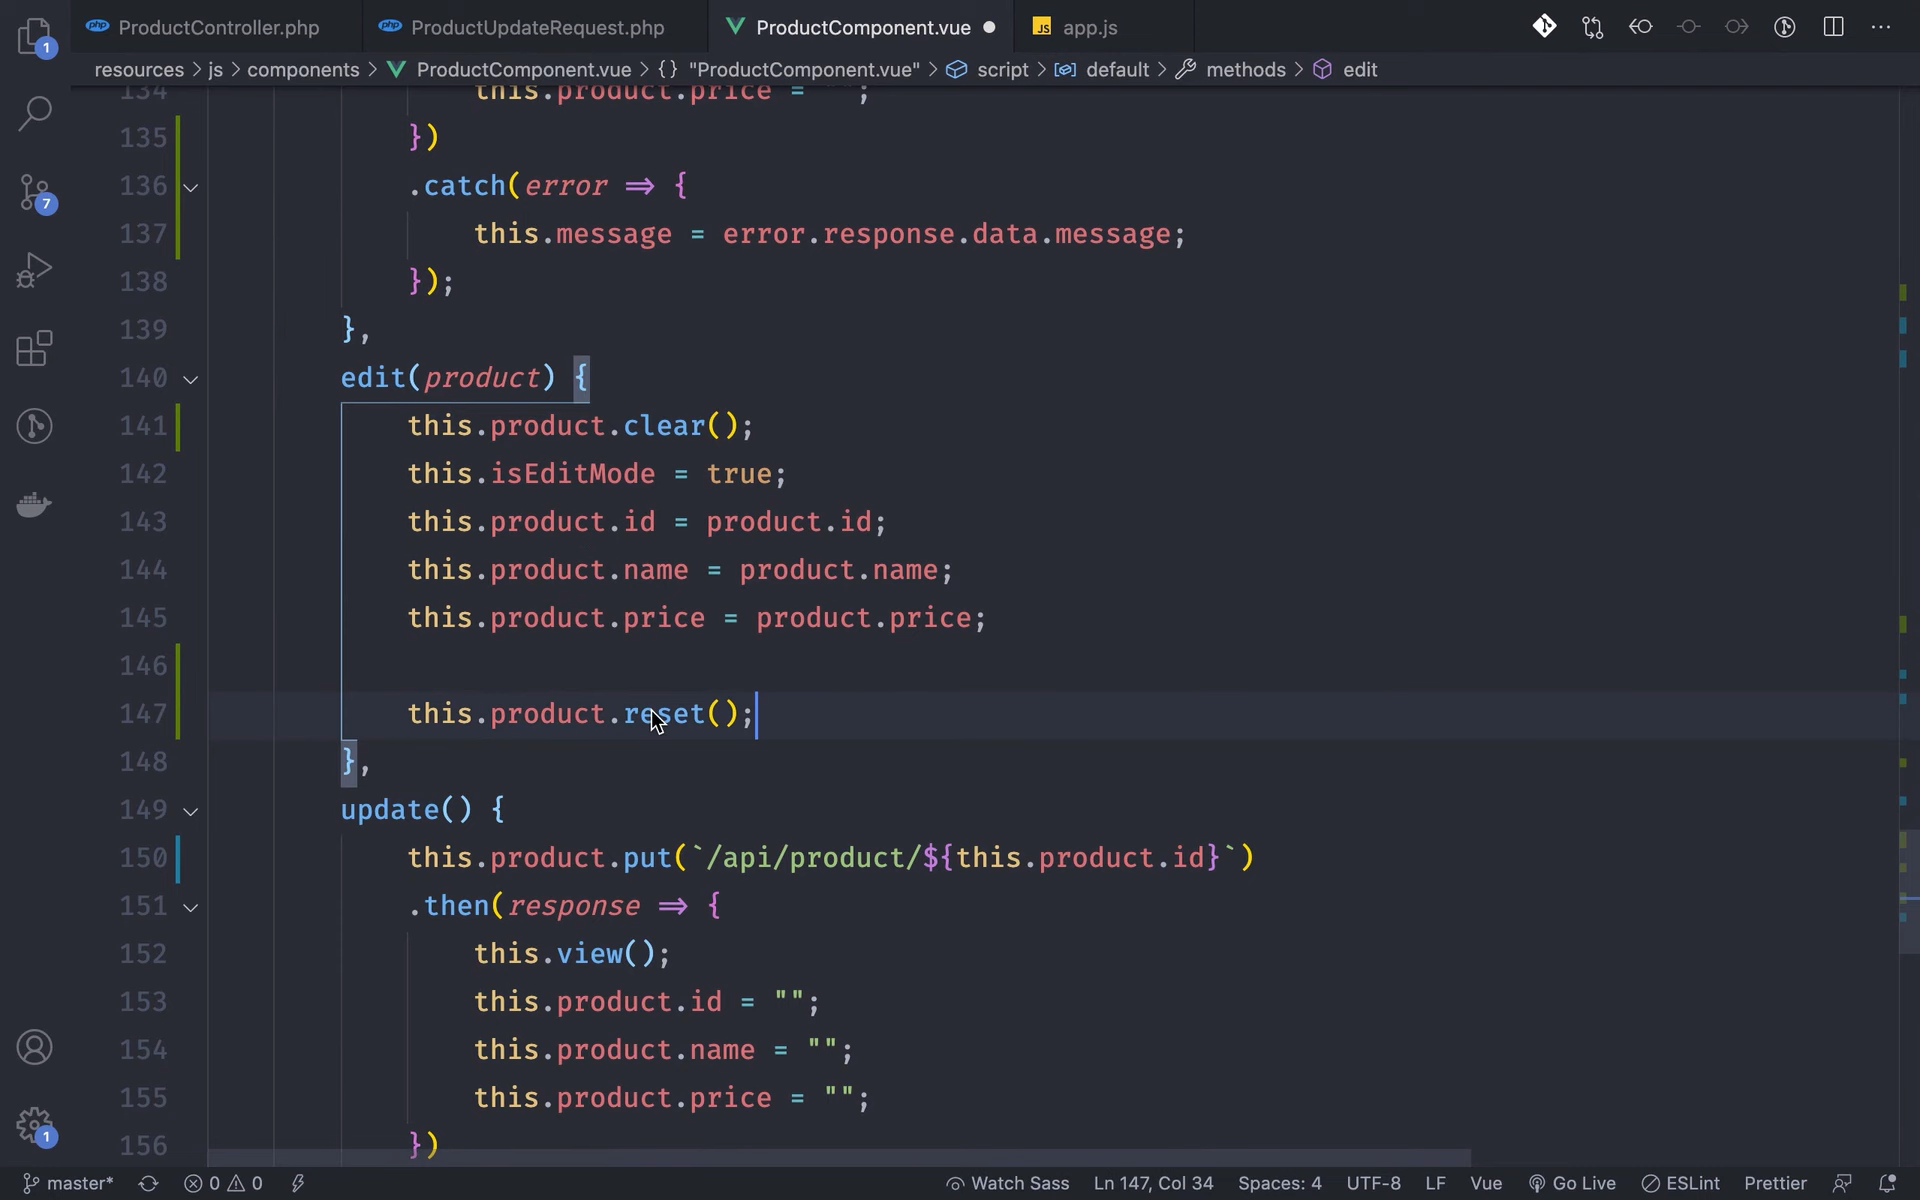 ProductController.php ProductUpdateRequest.php ProductComponent.vue JS app.js
resources > js > components > ProductComponent.vue > {} "ProductComponent.vue" > script > default > methods > edit
134 this.product.price = "";
135 })
136 .catch(error => {
137 this.message = error.response.data.message;
138 });
139 },
140 edit(product) {
141 this.product.clear();
142 this.isEditMode = true;
143 this.product.id = product.id;
144 this.product.name = product.name;
145 this.product.price = product.price;
146
147 this.product.reset();
148 },
149 update() {
150 this.product.put(`/api/product/${this.product.id}`)
151 .then(response => {
152 this.view();
153 this.product.id = "";
154 this.product.name = "";
155 this.product.price = "";
156 })
1
7
1
master* 0 0 Watch Sass Ln 147, Col 34 Spaces: 4 UTF-8 LF Vue Go Live ESLint Prettier